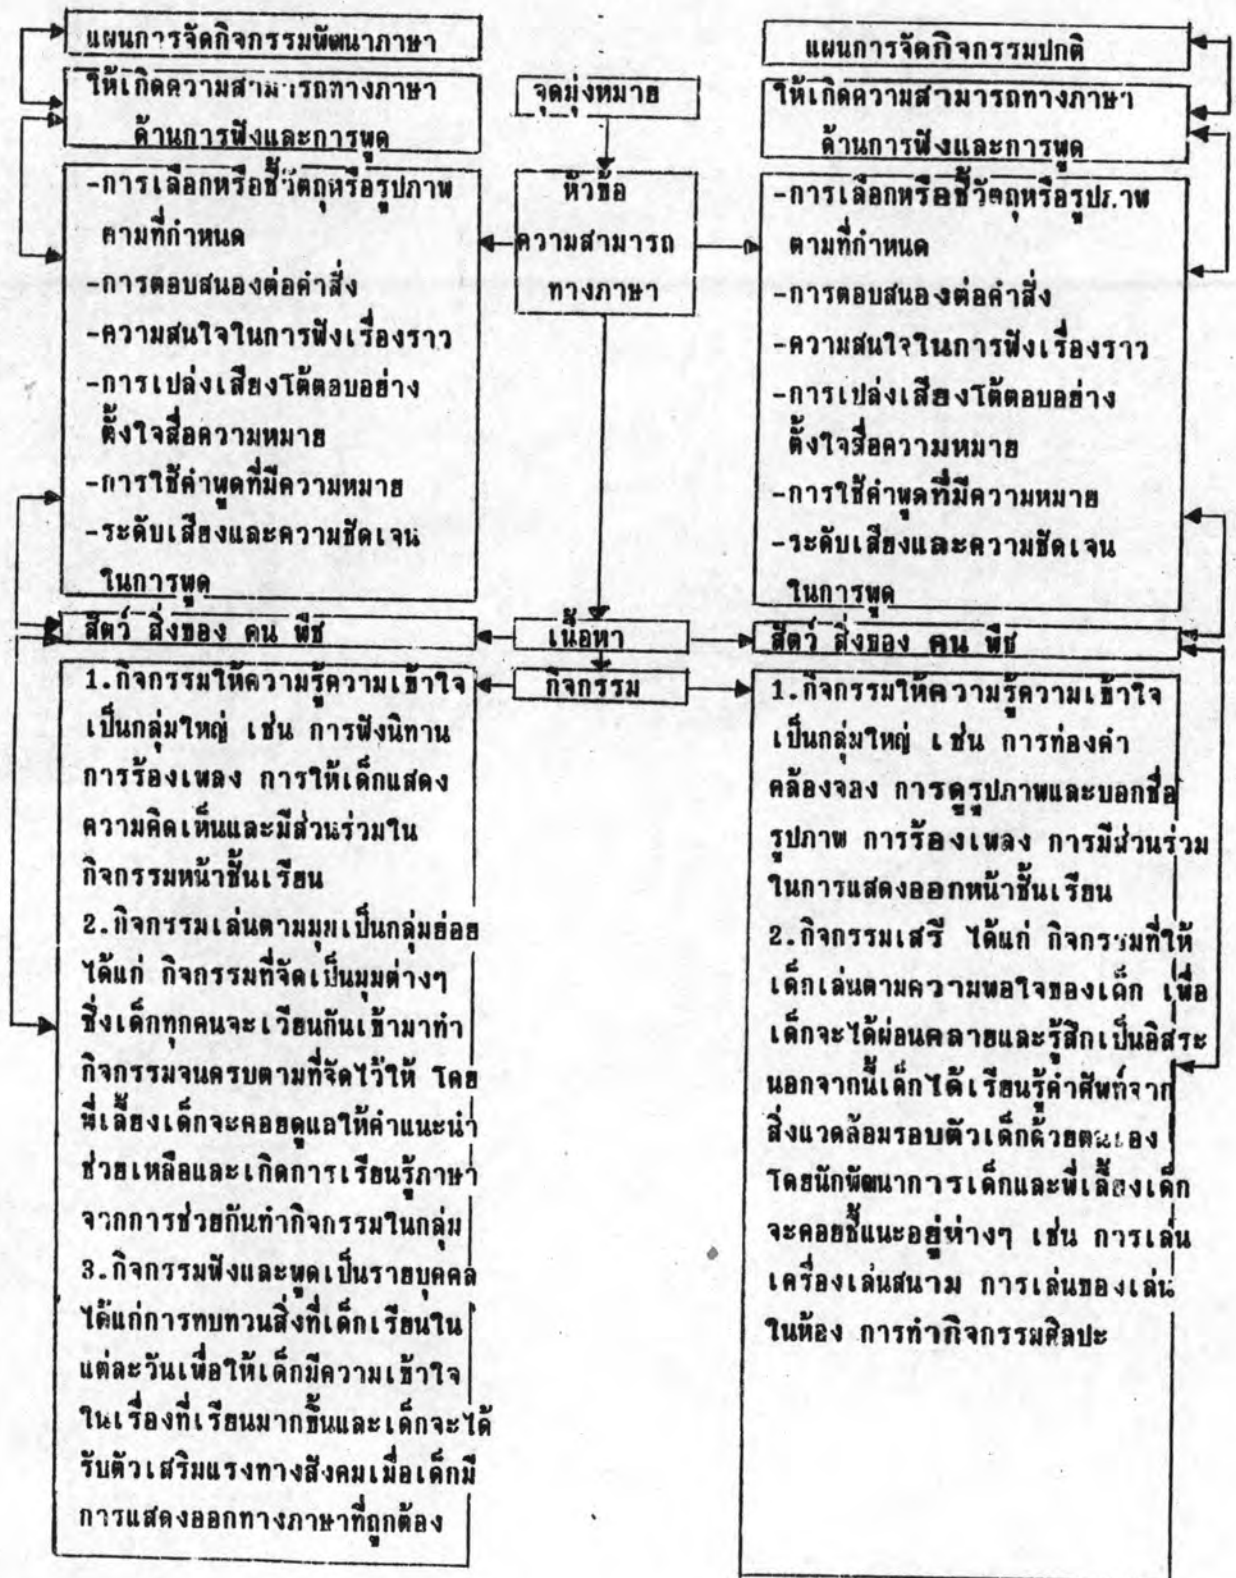 แผนการจัดกิจกรรมพัฒนาภาษา
ให้เกิดความสามารถทางภาษา
ด้านการฟังและการพูด
-การเลือกหรือชี้วัตถุหรือรูปภาพ
ตามที่กำหนด
-การตอบสนองต่อคำสั่ง
-ความสนใจในการฟังเรื่องราว
-การเปล่งเสียงโต้ตอบอย่าง
ตั้งใจสื่อความหมาย
-การใช้คำพูดที่มีความหมาย
-ระดับเสียงและความชัดเจน
ในการพูด
สัตว์ สิ่งของ คน พืช
1.กิจกรรมให้ความรู้ความเข้าใจ
เป็นกลุ่มใหญ่ เช่น การฟังนิทาน
การร้องเพลง การให้เด็กแสดง
ความคิดเห็นและมีส่วนร่วมใน
กิจกรรมหน้าชั้นเรียน
2.กิจกรรมเล่นตามมุมเป็นกลุ่มย่อย
ได้แก่ กิจกรรมที่จัดเป็นมุมต่างๆ
ซึ่งเด็กทุกคนจะเวียนกันเข้ามาทำ
กิจกรรมจนครบตามที่จัดไว้ให้ โดย
พี่เลี้ยงเด็กจะคอยดูแลให้คำแนะนำ
ช่วยเหลือและเกิดการเรียนรู้ภาษา
จากการช่วยกันทำกิจกรรมในกลุ่ม
3.กิจกรรมฟังและพูดเป็นรายบุคคล
ได้แก่การทบทวนสิ่งที่เด็กเรียนใน
แต่ละวันเพื่อให้เด็กมีความเข้าใจ
ในเรื่องที่เรียนมากขึ้นและเด็กจะได้
รับตัวเสริมแรงทางสังคมเมื่อเด็กมี
การแสดงออกทางภาษาที่ถูกต้อง
จุดมุ่งหมาย
หัวข้อ
ความสามารถ
ทางภาษา
เนื้อหา
กิจกรรม
แผนการจัดกิจกรรมปกติ
ให้เกิดความสามารถทางภาษา
ด้านการฟังและการพูด
-การเลือกหรือชี้วัตถุหรือรูปภาพ
ตามที่กำหนด
-การตอบสนองต่อคำสั่ง
-ความสนใจในการฟังเรื่องราว
-การเปล่งเสียงโต้ตอบอย่าง
ตั้งใจสื่อความหมาย
-การใช้คำพูดที่มีความหมาย
-ระดับเสียงและความชัดเจน
ในการพูด
สัตว์ สิ่งของ คน พืช
1.กิจกรรมให้ความรู้ความเข้าใจ
เป็นกลุ่มใหญ่ เช่น การท่องคำ
คล้องจอง การดูรูปภาพและบอกชื่อ
รูปภาพ การร้องเพลง การมีส่วนร่วม
ในการแสดงออกหน้าชั้นเรียน
2.กิจกรรมเสรี ได้แก่ กิจกรรมที่ให้
เด็กเล่นตามความพอใจของเด็ก เพื่อ
เด็กจะได้ผ่อนคลายและรู้สึกเป็นอิสระ
นอกจากนี้เด็กได้เรียนรู้คำศัพท์จาก
สิ่งแวดล้อมรอบตัวเด็กด้วยตนเอง
โดยนักพัฒนาการเด็กและพี่เลี้ยงเด็ก
จะคอยชี้แนะอยู่ห่างๆ เช่น การเล่น
เครื่องเล่นสนาม การเล่นของเล่น
ในห้อง การทำกิจกรรมศิลปะ